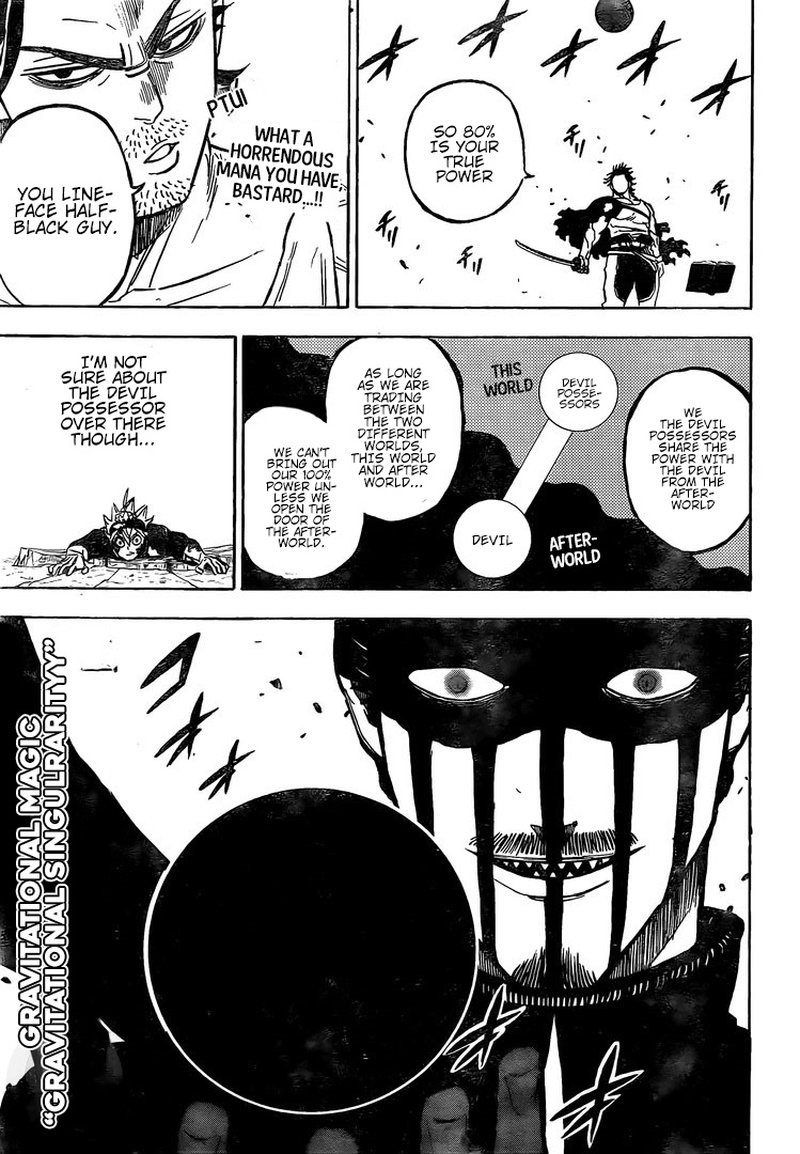 SO 80%
IS YOUR
TRUE
POWER
PTUI
WHAT A
HORRENDOUS
MANA YOU HAVE
BASTARD...!!
YOU LINE-
FACE HALF-
BLACK GUY.
WE
THE DEVIL
POSSESSORS
SHARE THE
POWER WITH
THE DEVIL
FROM THE
AFTER-
WORLD
THIS
WORLD
DEVIL
POSSE-
SSORS
DEVIL
AFTER-
WORLD
AS LONG
AS WE ARE
TRADING
BETWEEN
THE TWO
DIFFERENT
WORLDS,
THIS WORLD
AND AFTER
WORLD...
WE CAN'T
BRING OUT
OUR 100%
POWER UN-
LESS WE
OPEN THE
DOOR OF
THE AFTER-
WORLD.
I'M NOT
SURE ABOUT
THE DEVIL
POSSESSOR
OVER THERE
THOUGH...
GRAVITATIONAL MAGIC
"GRAVITATIONAL SINGULRARITYY"